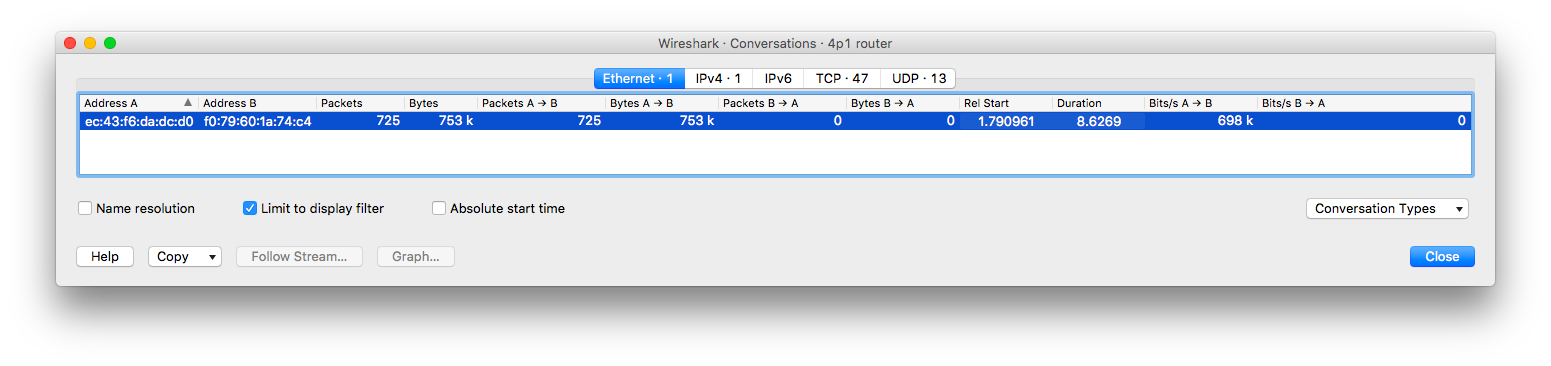 Wireshark · Conversations · 4p1 router
Ethernet · 1 IPv4 · 1 IPv6 TCP · 47 UDP · 13
Address A Address B Packets Bytes Packets A → B Bytes A → B Packets B → A Bytes B → A Rel Start Duration Bits/s A → B Bits/s B → A
ec:43:f6:da:dc:d0 f0:79:60:1a:74:c4 725 753 k 725 753 k 0 0 1.790961 8.6269 698 k 0
Name resolution Limit to display filter Absolute start time Conversation Types
Help Copy Follow Stream... Graph... Close